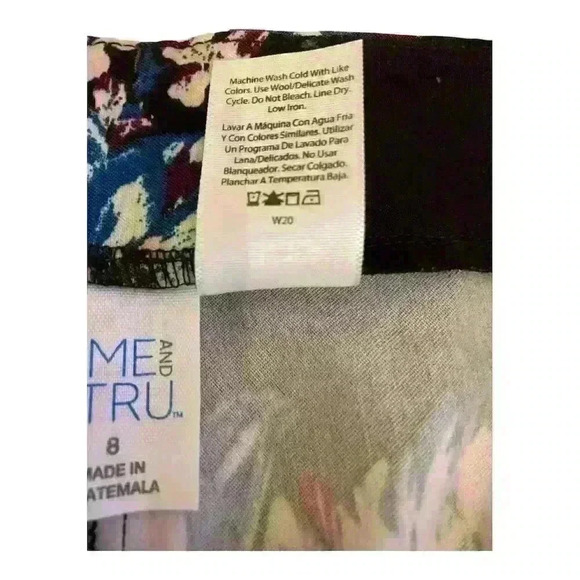 Machine Wash Cold With Like
Colors. Use Wool/Delicate Wash
Cycle. Do Not Bleach. Line Dry.
Low Iron.
Lavar A Máquina Con Agua Fria
Y Con Colores Similares. Utilizar
Un Programa De Lavado Para
Lana/Delicados. No Usar
Blanqueador. Secar Colgado.
Planchar A Temperatura Baja.
W20
ME AND
TRU™
8
MADE IN
ATEMALA